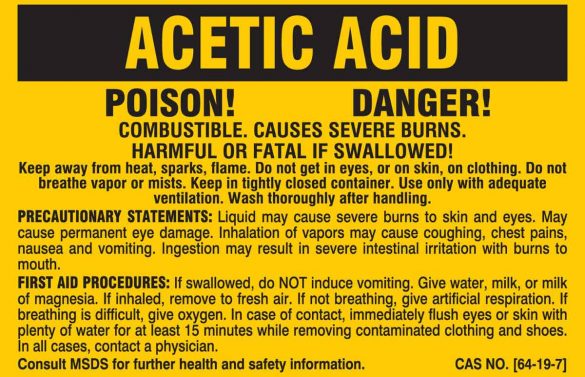 ACETIC ACID
POISON! DANGER!
COMBUSTIBLE. CAUSES SEVERE BURNS.
HARMFUL OR FATAL IF SWALLOWED!
Keep away from heat, sparks, flame. Do not get in eyes, or on skin, on clothing. Do not
breathe vapor or mists. Keep in tightly closed container. Use only with adequate
ventilation. Wash thoroughly after handling.
PRECAUTIONARY STATEMENTS: Liquid may cause severe burns to skin and eyes. May
cause permanent eye damage. Inhalation of vapors may cause coughing, chest pains,
nausea and vomiting. Ingestion may result in severe intestinal irritation with burns to
mouth.
FIRST AID PROCEDURES: If swallowed, do NOT induce vomiting. Give water, milk, or milk
of magnesia. If inhaled, remove to fresh air. If not breathing, give artificial respiration. If
breathing is difficult, give oxygen. In case of contact, immediately flush eyes or skin with
plenty of water for at least 15 minutes while removing contaminated clothing and shoes.
In all cases, contact a physician.
Consult MSDS for further health and safety information. CAS NO. [64-19-7]